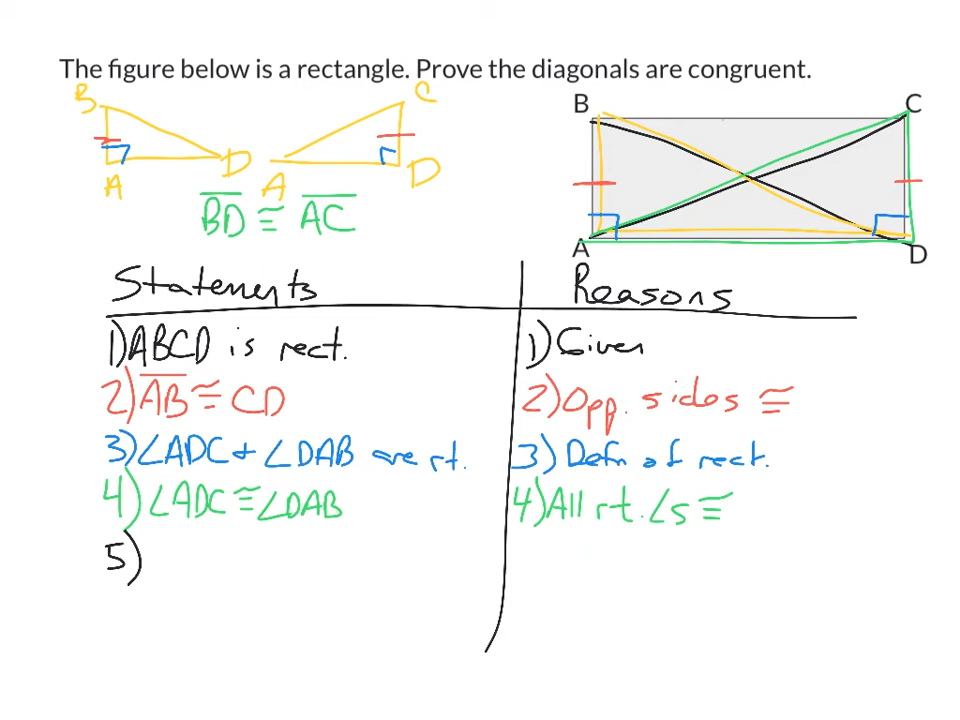 The figure below is a rectangle. Prove the diagonals are congruent.
B C
B C
A D A D
BD ≅ AC
A D
Statements Reasons
1) ABCD is rect. 1) Given
2) AB ≅ CD 2) Opp. sides ≅
3) ∠ADC + ∠DAB are rt. 3) Defn of rect.
4) ∠ADC ≅ ∠DAB 4) All rt. ∠s ≅
5)